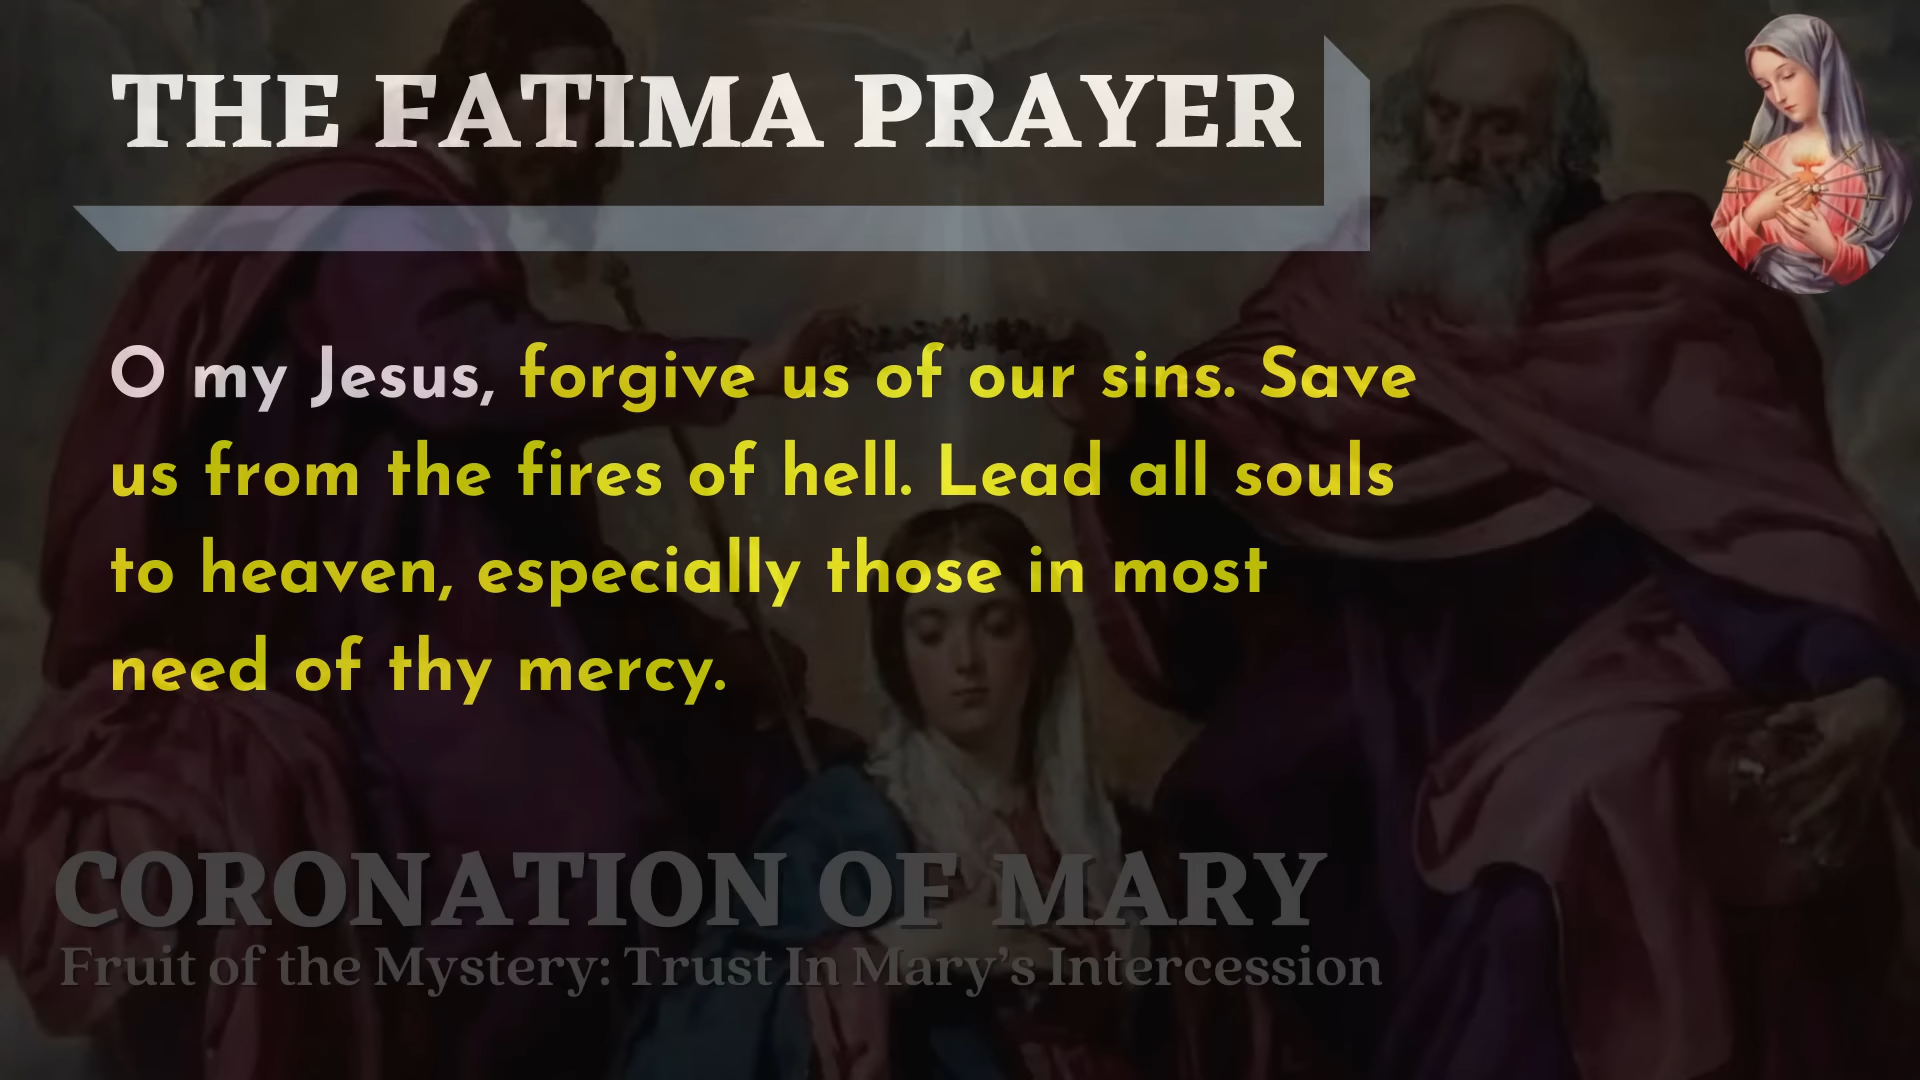 THE FATIMA PRAYER
O my Jesus, forgive us of our sins. Save
us from the fires of hell. Lead all souls
to heaven, especially those in most
need of thy mercy.
CORONATION OF MARY
Fruit of the Mystery: Trust In Mary’s Intercession